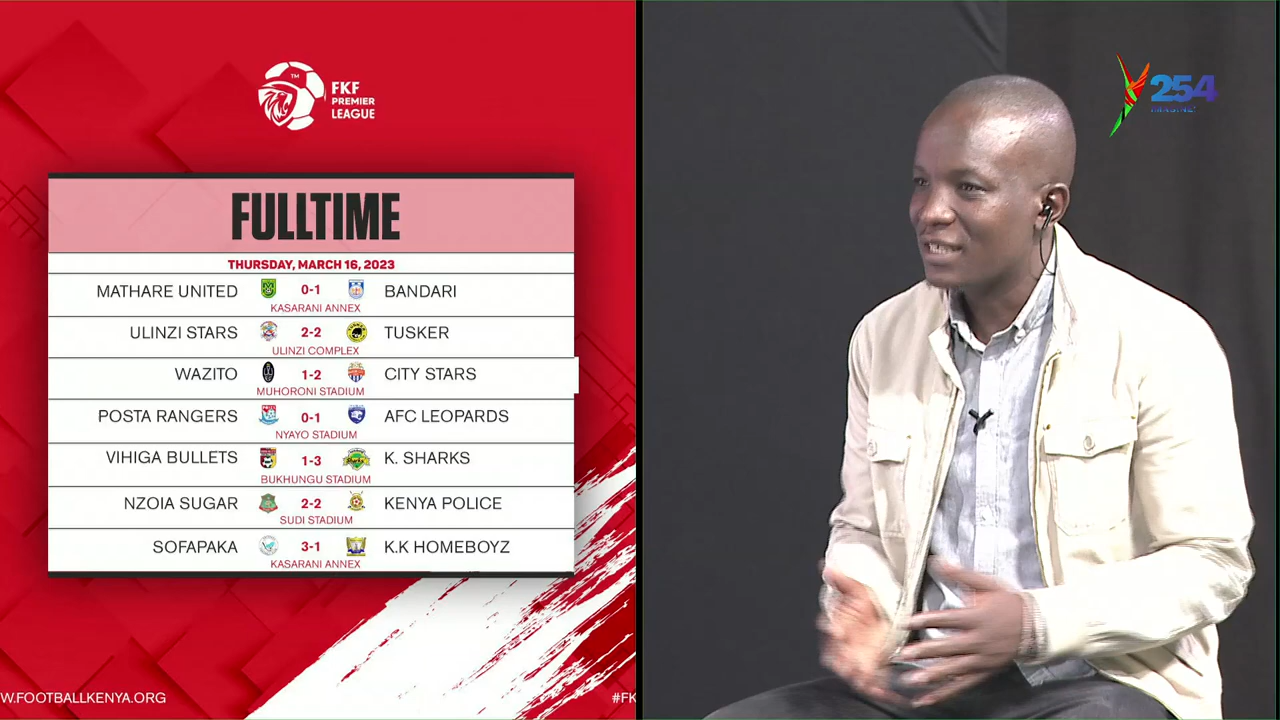 FKF
PREMIER
LEAGUE
TM
FULLTIME
THURSDAY, MARCH 16, 2023
MATHARE UNITED 0-1 BANDARI
KASARANI ANNEX
ULINZI STARS 2-2 TUSKER
ULINZI COMPLEX
WAZITO 1-2 CITY STARS
MUHORONI STADIUM
POSTA RANGERS 0-1 AFC LEOPARDS
NYAYO STADIUM
VIHIGA BULLETS 1-3 K. SHARKS
BUKHUNGU STADIUM
NZOIA SUGAR 2-2 KENYA POLICE
SUDI STADIUM
SOFAPAKA 3-1 K.K HOMEBOYZ
KASARANI ANNEX
W.FOOTBALLKENYA.ORG
#FK
254